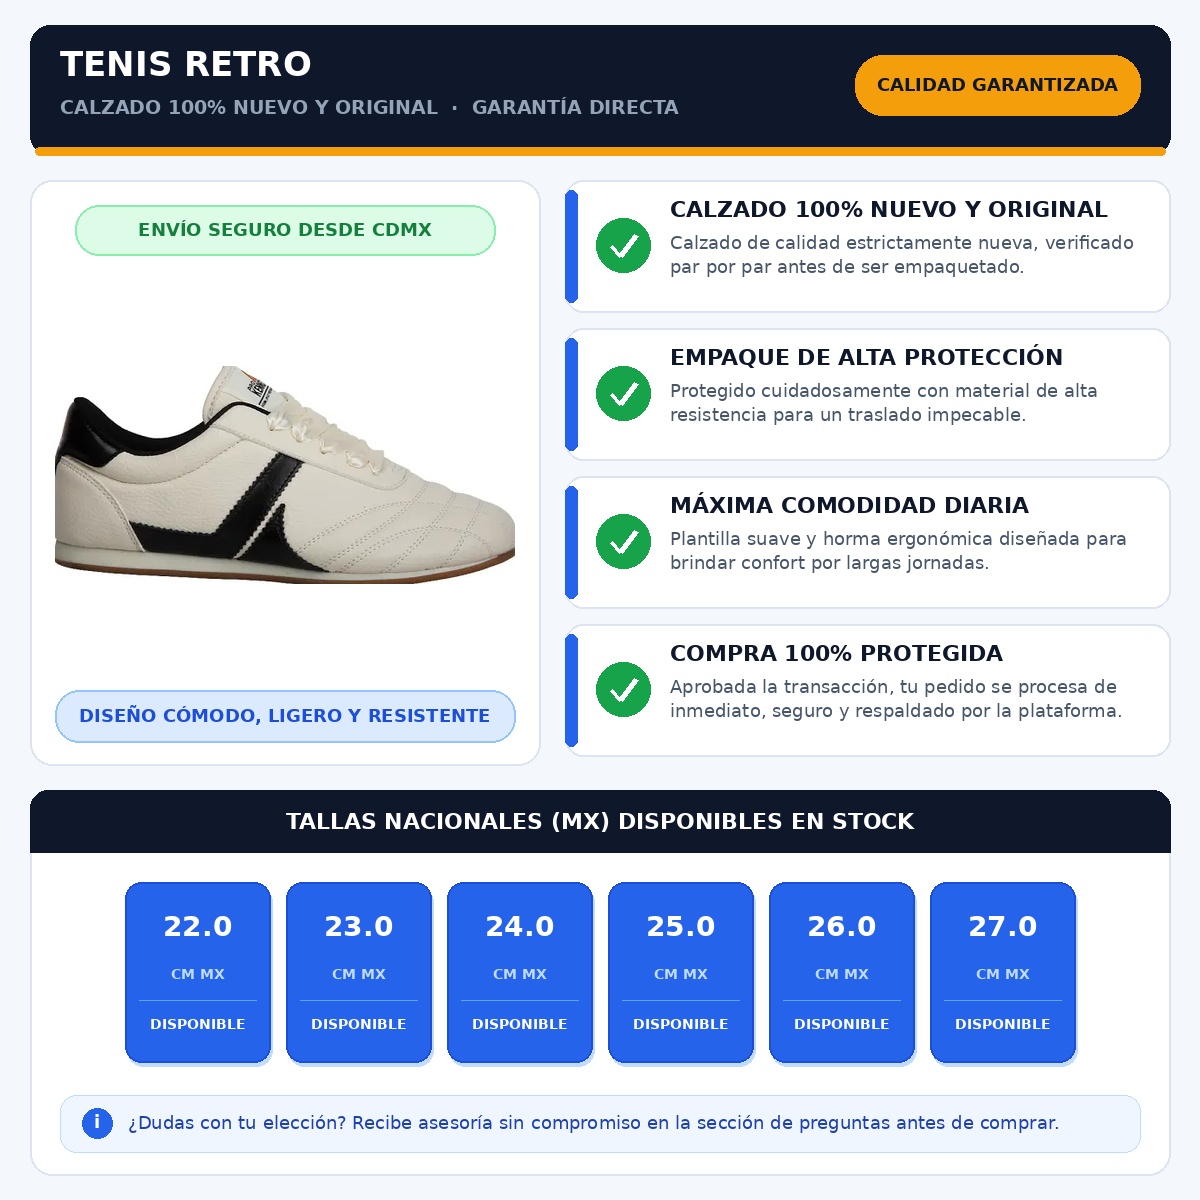 TENIS RETRO
CALZADO 100% NUEVO Y ORIGINAL · GARANTÍA DIRECTA
CALIDAD GARANTIZADA
ENVÍO SEGURO DESDE CDMX
DISEÑO CÓMODO, LIGERO Y RESISTENTE
CALZADO 100% NUEVO Y ORIGINAL
Calzado de calidad estrictamente nueva, verificado
par por par antes de ser empaquetado.
EMPAQUE DE ALTA PROTECCIÓN
Protegido cuidadosamente con material de alta
resistencia para un traslado impecable.
MÁXIMA COMODIDAD DIARIA
Plantilla suave y horma ergonómica diseñada para
brindar confort por largas jornadas.
COMPRA 100% PROTEGIDA
Aprobada la transacción, tu pedido se procesa de
inmediato, seguro y respaldado por la plataforma.
TALLAS NACIONALES (MX) DISPONIBLES EN STOCK
22.0
CM MX
DISPONIBLE
23.0
CM MX
DISPONIBLE
24.0
CM MX
DISPONIBLE
25.0
CM MX
DISPONIBLE
26.0
CM MX
DISPONIBLE
27.0
CM MX
DISPONIBLE
i ¿Dudas con tu elección? Recibe asesoría sin compromiso en la sección de preguntas antes de comprar.